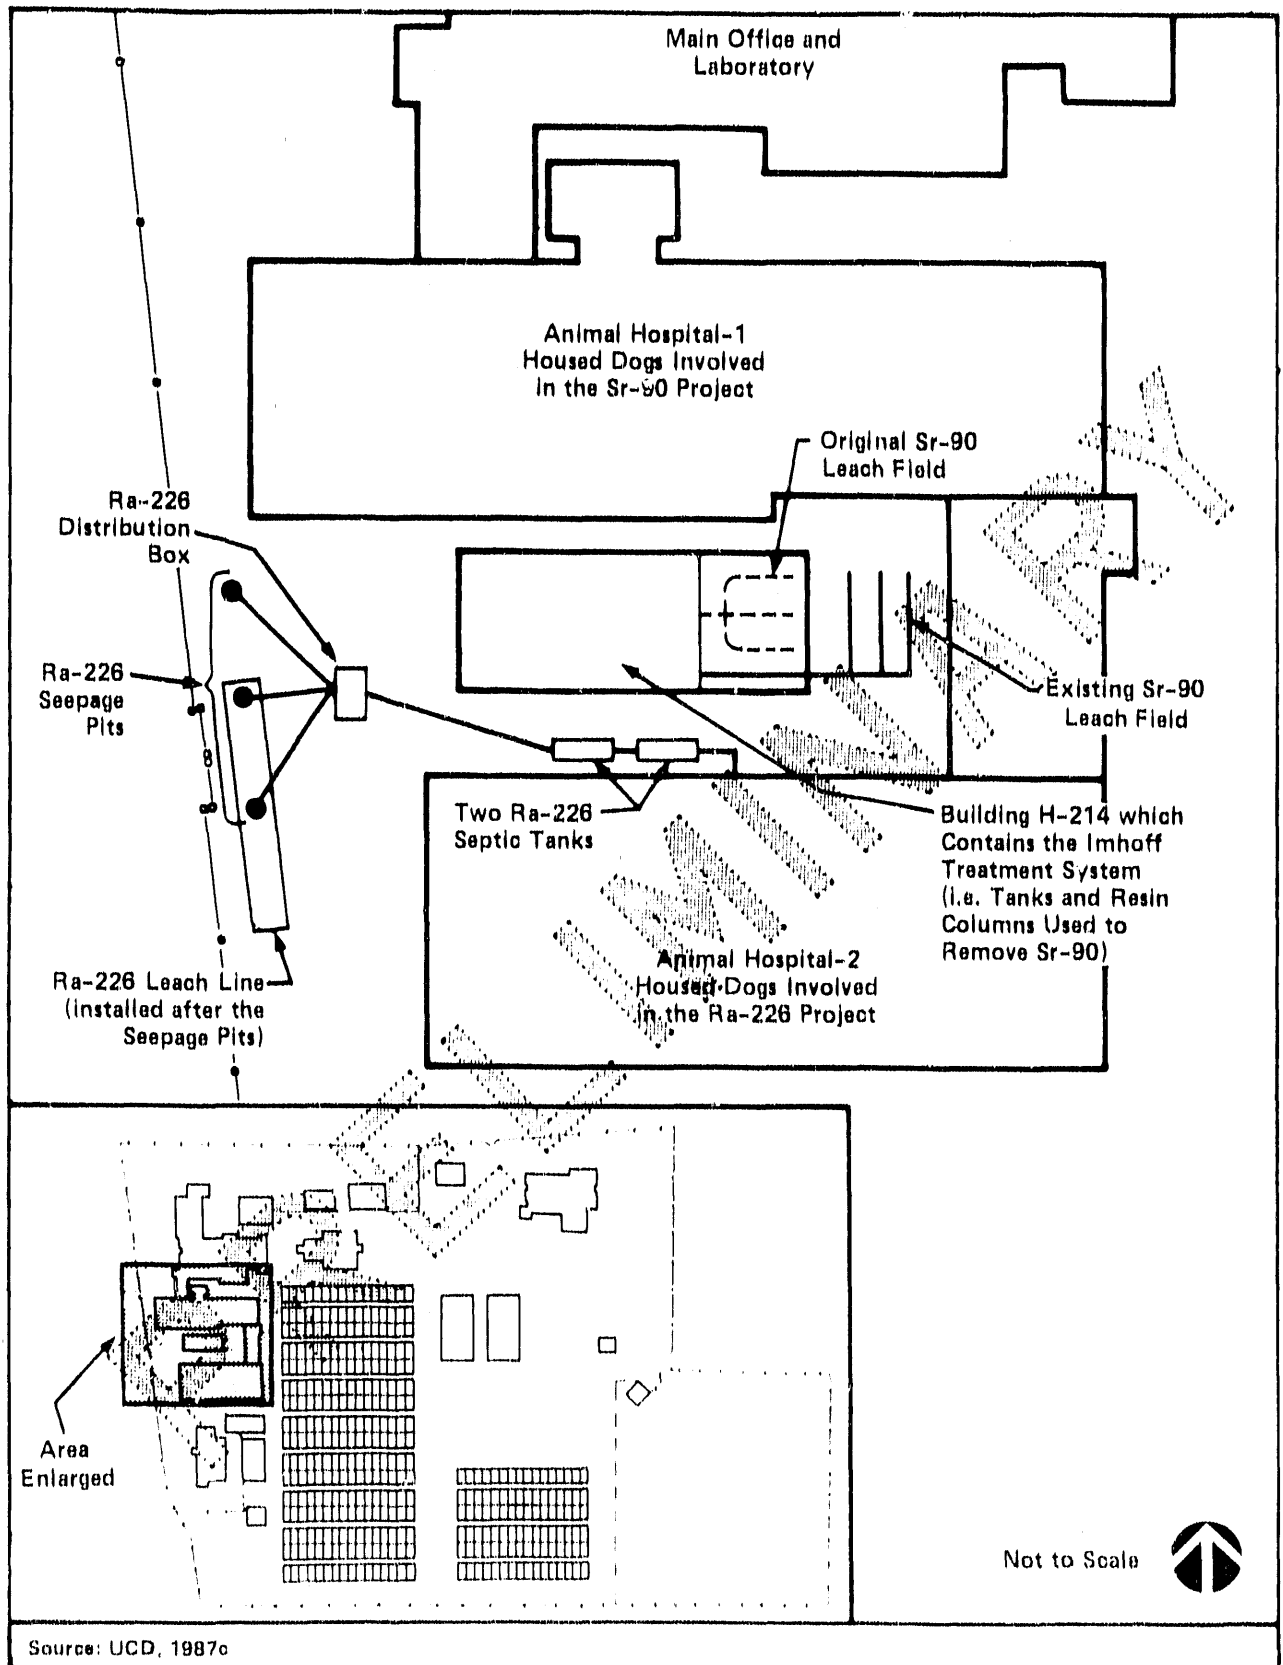 Main Office and
Laboratory
Animal Hospital-1
Housed Dogs Involved
in the Sr-90 Project
Original Sr-90
Leach Field
Ra-226
Distribution
Box
Ra-226
Seepage
Pits
Existing Sr-90
Leach Field
Two Ra-226
Septic Tanks
Building H-214 which
Contains the Imhoff
Treatment System
(i.e. Tanks and Resin
Columns Used to
Remove Sr-90)
Animal Hospital-2
Housed Dogs Involved
in the Ra-226 Project
Ra-226 Leach Line
(installed after the
Seepage Pits)
PRELIMINARY
Area
Enlarged
Not to Scale
Source: UCD, 1987c